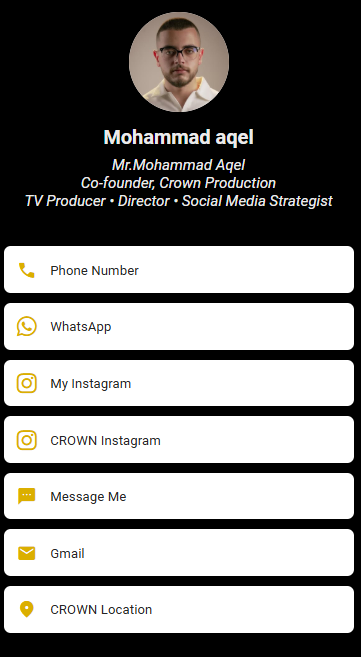 Mohammad aqel
Mr.Mohammad Aqel
Co-founder, Crown Production
TV Producer • Director • Social Media Strategist
Phone Number
WhatsApp
My Instagram
CROWN Instagram
Message Me
Gmail
CROWN Location